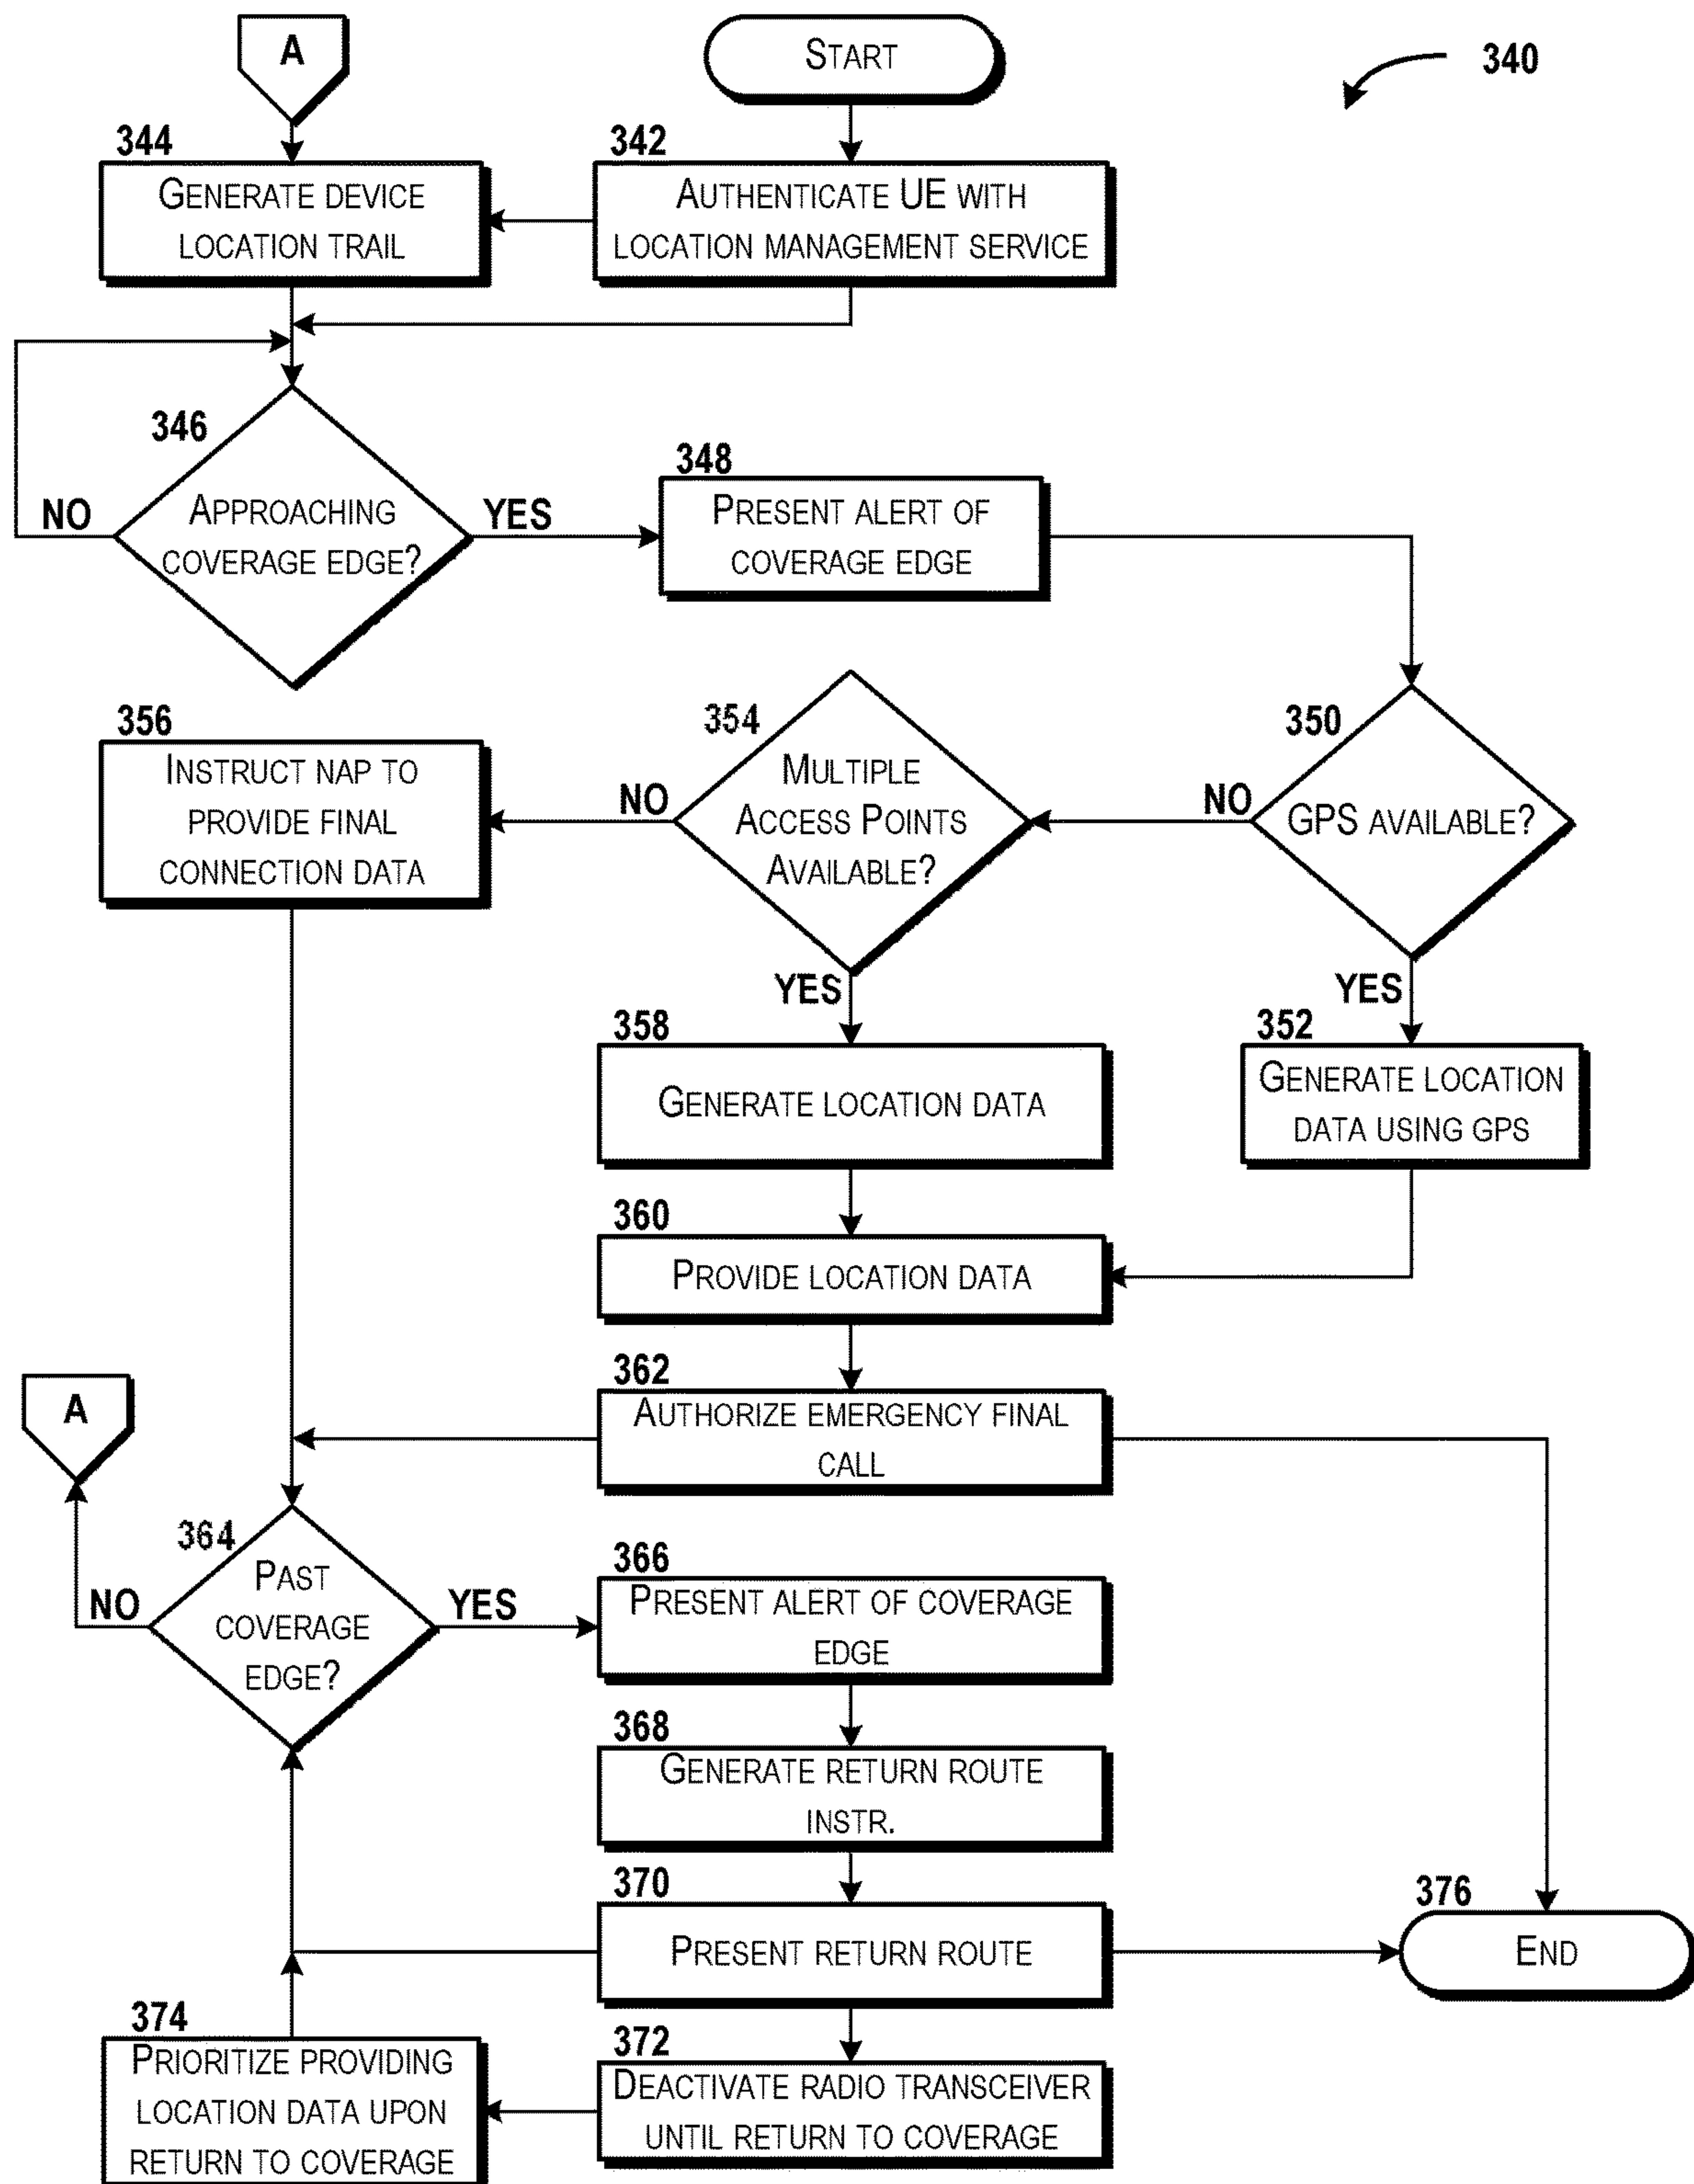 A
START
340
344
GENERATE DEVICE
LOCATION TRAIL
342
AUTHENTICATE UE WITH
LOCATION MANAGEMENT SERVICE
346
APPROACHING
COVERAGE EDGE?
NO
YES
348
PRESENT ALERT OF
COVERAGE EDGE
356
INSTRUCT NAP TO
PROVIDE FINAL
CONNECTION DATA
354
MULTIPLE
ACCESS POINTS
AVAILABLE?
NO
YES
350
GPS AVAILABLE?
NO
YES
358
GENERATE LOCATION DATA
352
GENERATE LOCATION
DATA USING GPS
360
PROVIDE LOCATION DATA
362
AUTHORIZE EMERGENCY FINAL
CALL
A
364
PAST
COVERAGE
EDGE?
NO
YES
366
PRESENT ALERT OF COVERAGE
EDGE
368
GENERATE RETURN ROUTE
INSTR.
370
PRESENT RETURN ROUTE
376
END
374
PRIORITIZE PROVIDING
LOCATION DATA UPON
RETURN TO COVERAGE
372
DEACTIVATE RADIO TRANSCEIVER
UNTIL RETURN TO COVERAGE